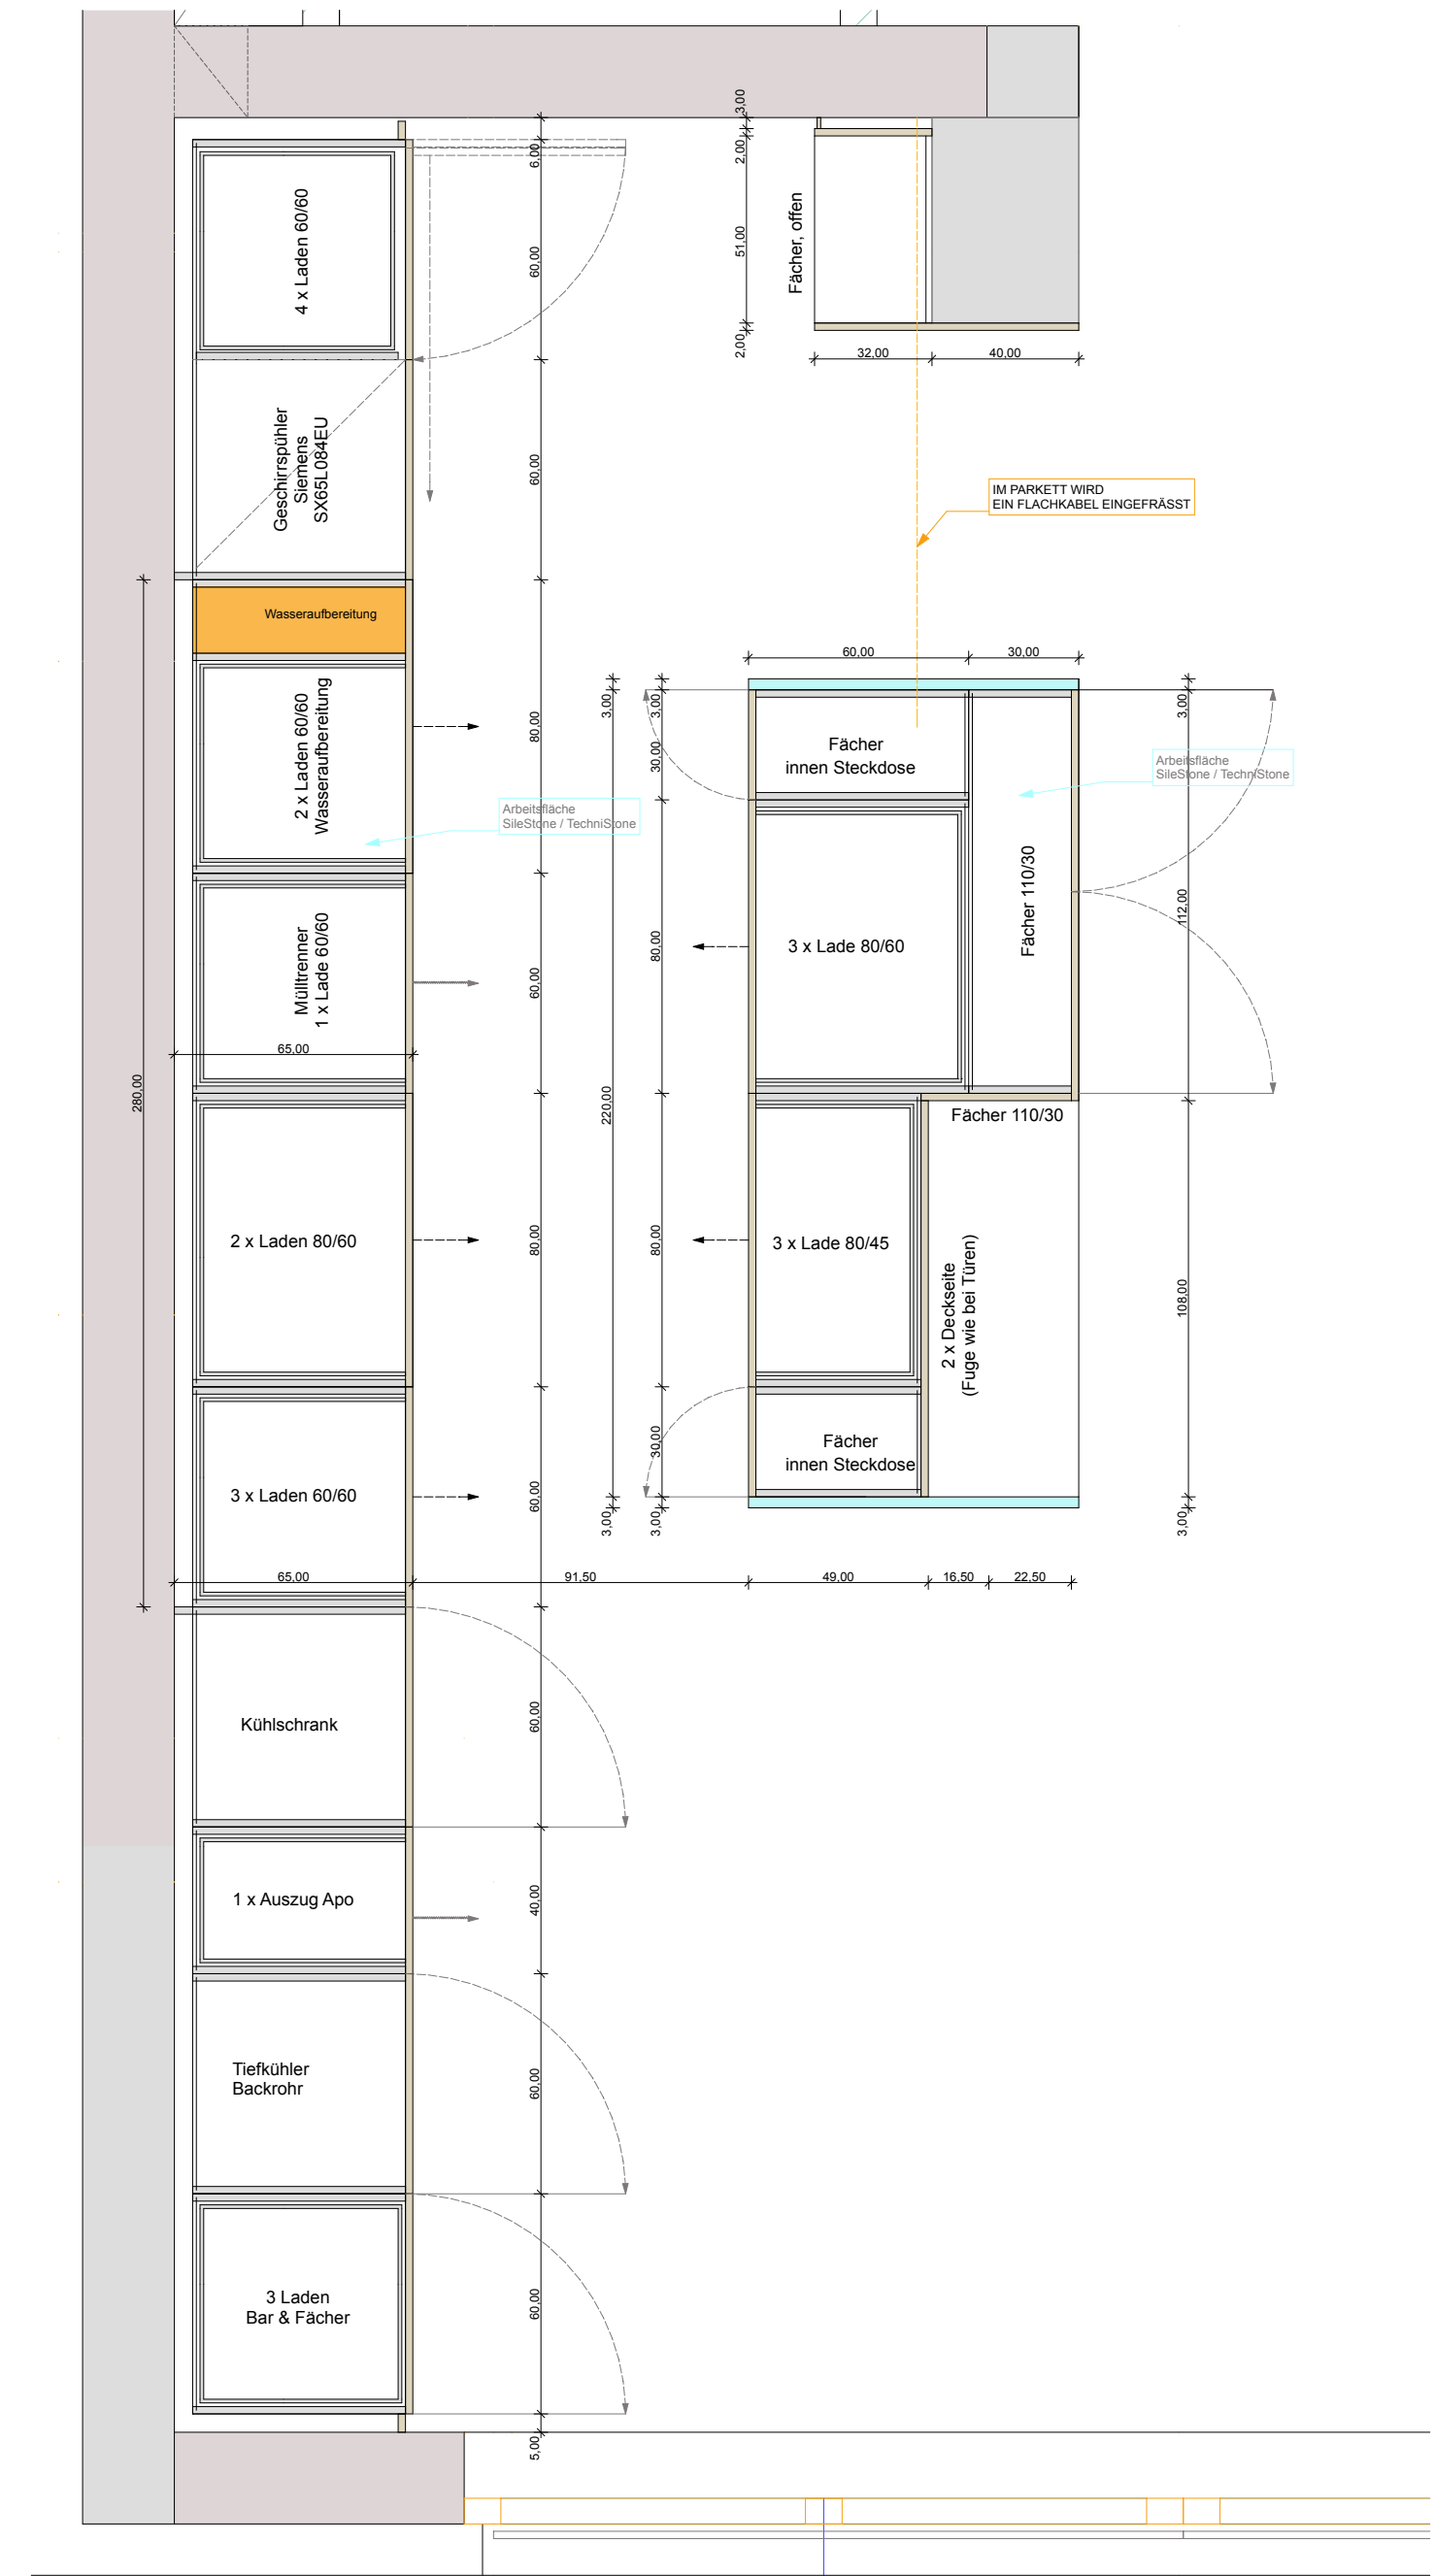 3,00
2,00
51,00
2,00
Fächer, offen
32,00
40,00
6,00
60,00
4 x Laden 60/60
60,00
Geschirrspühler
Siemens
SX65L084EU
IM PARKETT WIRD
EIN FLACHKABEL EINGEFRÄSST
Wasseraufbereitung
2 x Laden 60/60
Wasseraufbereitung
80,00
Arbeitsfläche
SileStone / TechniStone
60,00
30,00
3,00
3,00
3,00
30,00
Fächer
innen Steckdose
Arbeitsfläche
SileStone / TechniStone
Fächer 110/30
112,00
3 x Lade 80/60
80,00
Mülltrenner
1 x Lade 60/60
60,00
65,00
280,00
220,00
Fächer 110/30
2 x Laden 80/60
80,00
80,00
3 x Lade 80/45
2 x Deckseite
(Fuge wie bei Türen)
108,00
3 x Laden 60/60
60,00
30,00
Fächer
innen Steckdose
3,00
3,00
3,00
65,00
91,50
49,00
16,50
22,50
Kühlschrank
60,00
1 x Auszug Apo
40,00
Tiefkühler
Backrohr
60,00
3 Laden
Bar & Fächer
60,00
5,00